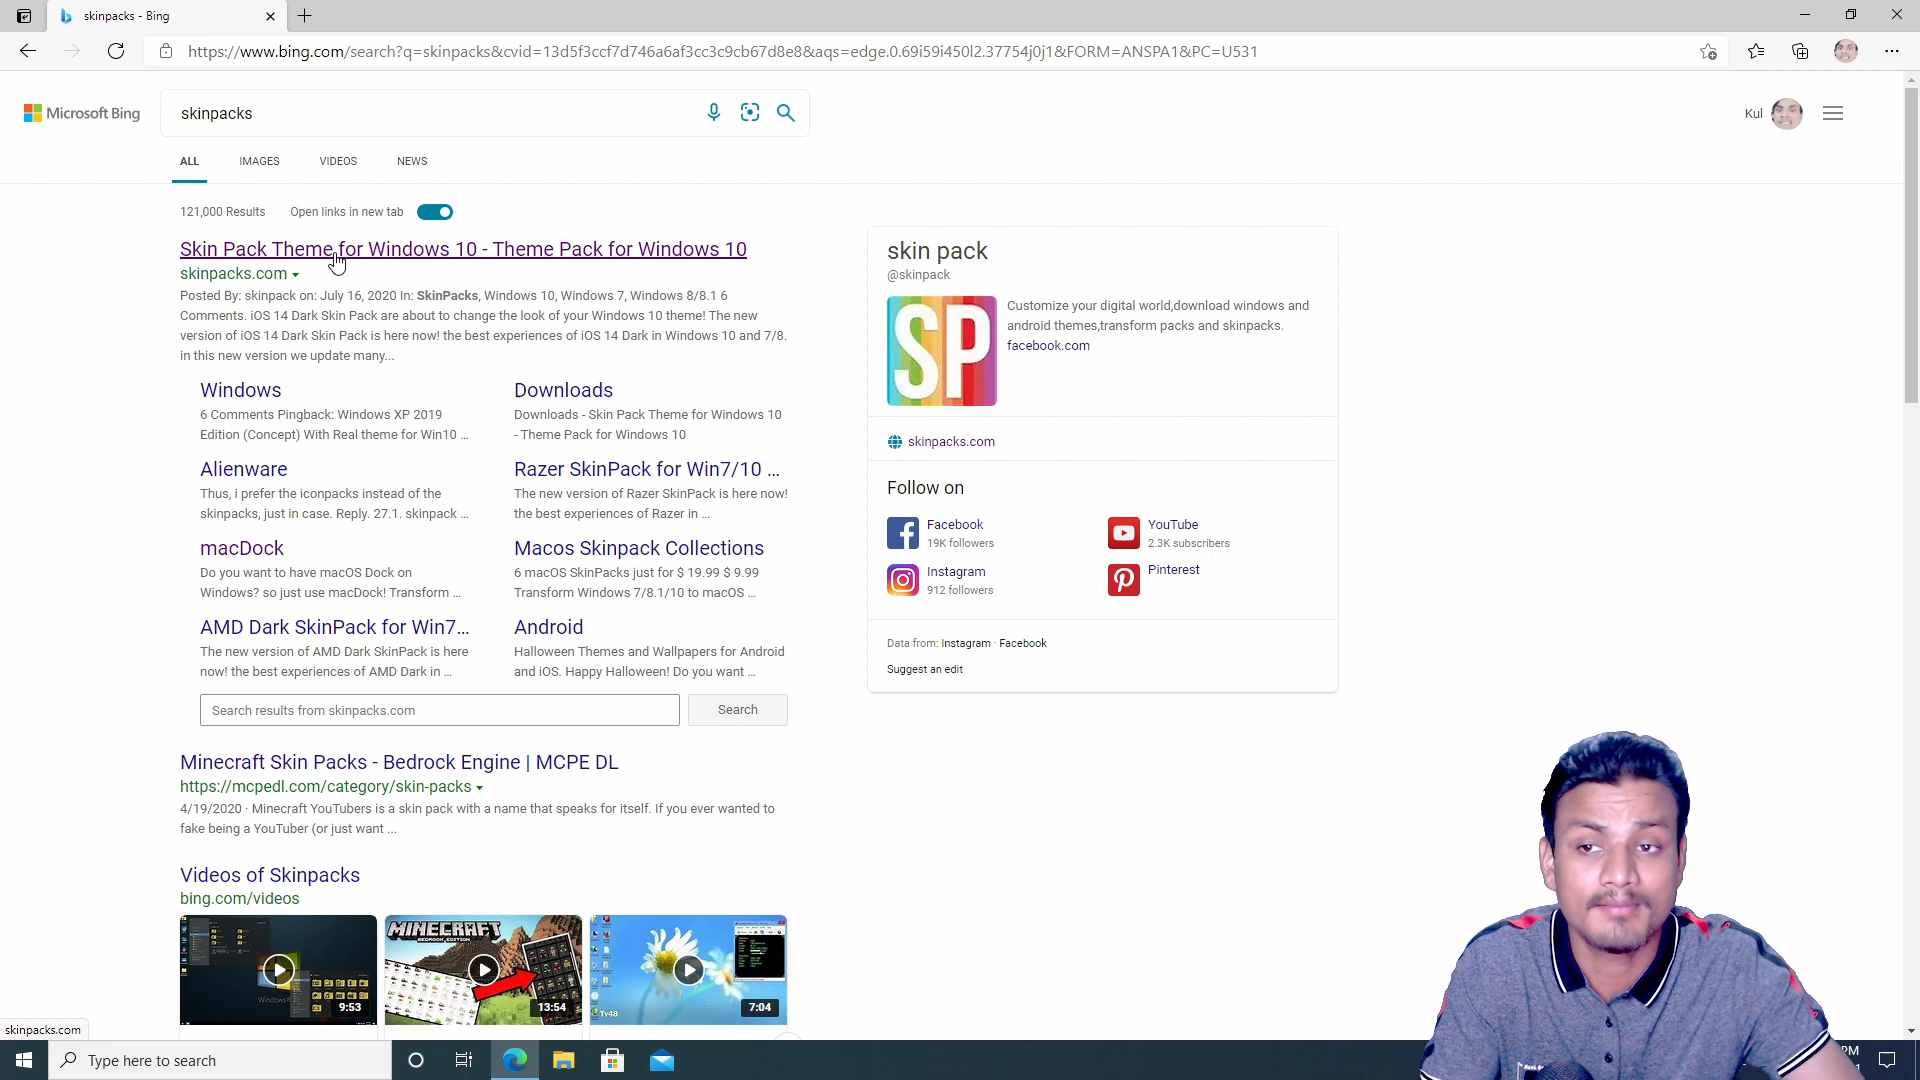 skinpacks - Bing
https://www.bing.com/search?q=skinpacks&cvid=13d5f3ccf7d746a6af3cc3c9cb67d8e8&aqs=edge.0.69i59i450l2.37754j0j1&FORM=ANSPA1&PC=U531
Microsoft Bing
skinpacks
Kul
ALL IMAGES VIDEOS NEWS
121,000 Results Open links in new tab
Skin Pack Theme for Windows 10 - Theme Pack for Windows 10
skinpacks.com
Posted By: skinpack on: July 16, 2020 In: SkinPacks, Windows 10, Windows 7, Windows 8/8.1 6
Comments. iOS 14 Dark Skin Pack are about to change the look of your Windows 10 theme! The new
version of iOS 14 Dark Skin Pack is here now! the best experiences of iOS 14 Dark in Windows 10 and 7/8.
in this new version we update many...
Windows
6 Comments Pingback: Windows XP 2019
Edition (Concept) With Real theme for Win10 ...
Downloads
Downloads - Skin Pack Theme for Windows 10
- Theme Pack for Windows 10
Alienware
Thus, i prefer the iconpacks instead of the
skinpacks, just in case. Reply. 27.1. skinpack ...
Razer SkinPack for Win7/10 ...
The new version of Razer SkinPack is here now!
the best experiences of Razer in ...
macDock
Do you want to have macOS Dock on
Windows? so just use macDock! Transform ...
Macos Skinpack Collections
6 macOS SkinPacks just for $ 19.99 $ 9.99
Transform Windows 7/8.1/10 to macOS ...
AMD Dark SkinPack for Win7...
The new version of AMD Dark SkinPack is here
now! the best experiences of AMD Dark in ...
Android
Halloween Themes and Wallpapers for Android
and iOS. Happy Halloween! Do you want ...
Search results from skinpacks.com
Search
Minecraft Skin Packs - Bedrock Engine | MCPE DL
https://mcpedl.com/category/skin-packs
4/19/2020 · Minecraft YouTubers is a skin pack with a name that speaks for itself. If you ever wanted to
fake being a YouTuber (or just want ...
Videos of Skinpacks
bing.com/videos
Windows
9:53
MINECRAFT
BEDROCK EDITION
13:54
Tv48
7:04
skin pack
@skinpack
SP
Customize your digital world,download windows and
android themes,transform packs and skinpacks.
facebook.com
skinpacks.com
Follow on
Facebook
19K followers
YouTube
2.3K subscribers
Instagram
912 followers
Pinterest
Data from: Instagram · Facebook
Suggest an edit
skinpacks.com
Type here to search
PM